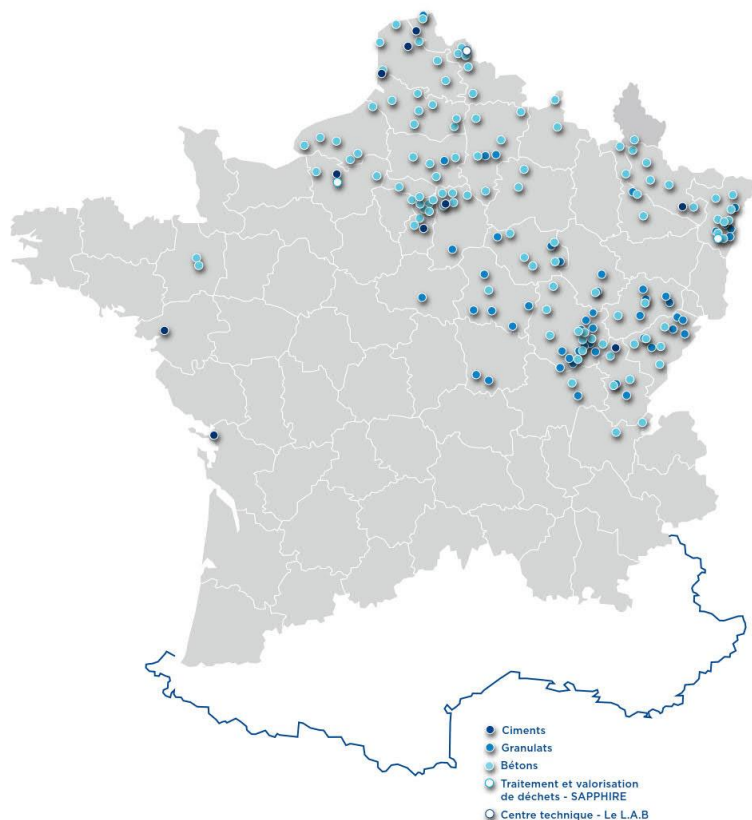 Ciments
Granulats
Bétons
Traitement et valorisation
de déchets - SAPPHIRE
Centre technique - Le L.A.B